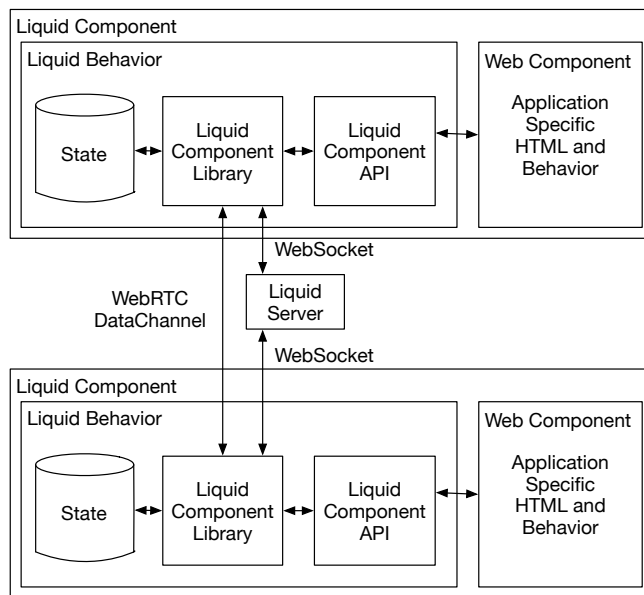 Liquid Component
Liquid Behavior
State
Liquid
Component
Library
Liquid
Component
API
Web Component
Application
Specific
HTML and
Behavior
WebSocket
WebRTC
DataChannel
Liquid
Server
WebSocket
Liquid Component
Liquid Behavior
State
Liquid
Component
Library
Liquid
Component
API
Web Component
Application
Specific
HTML and
Behavior